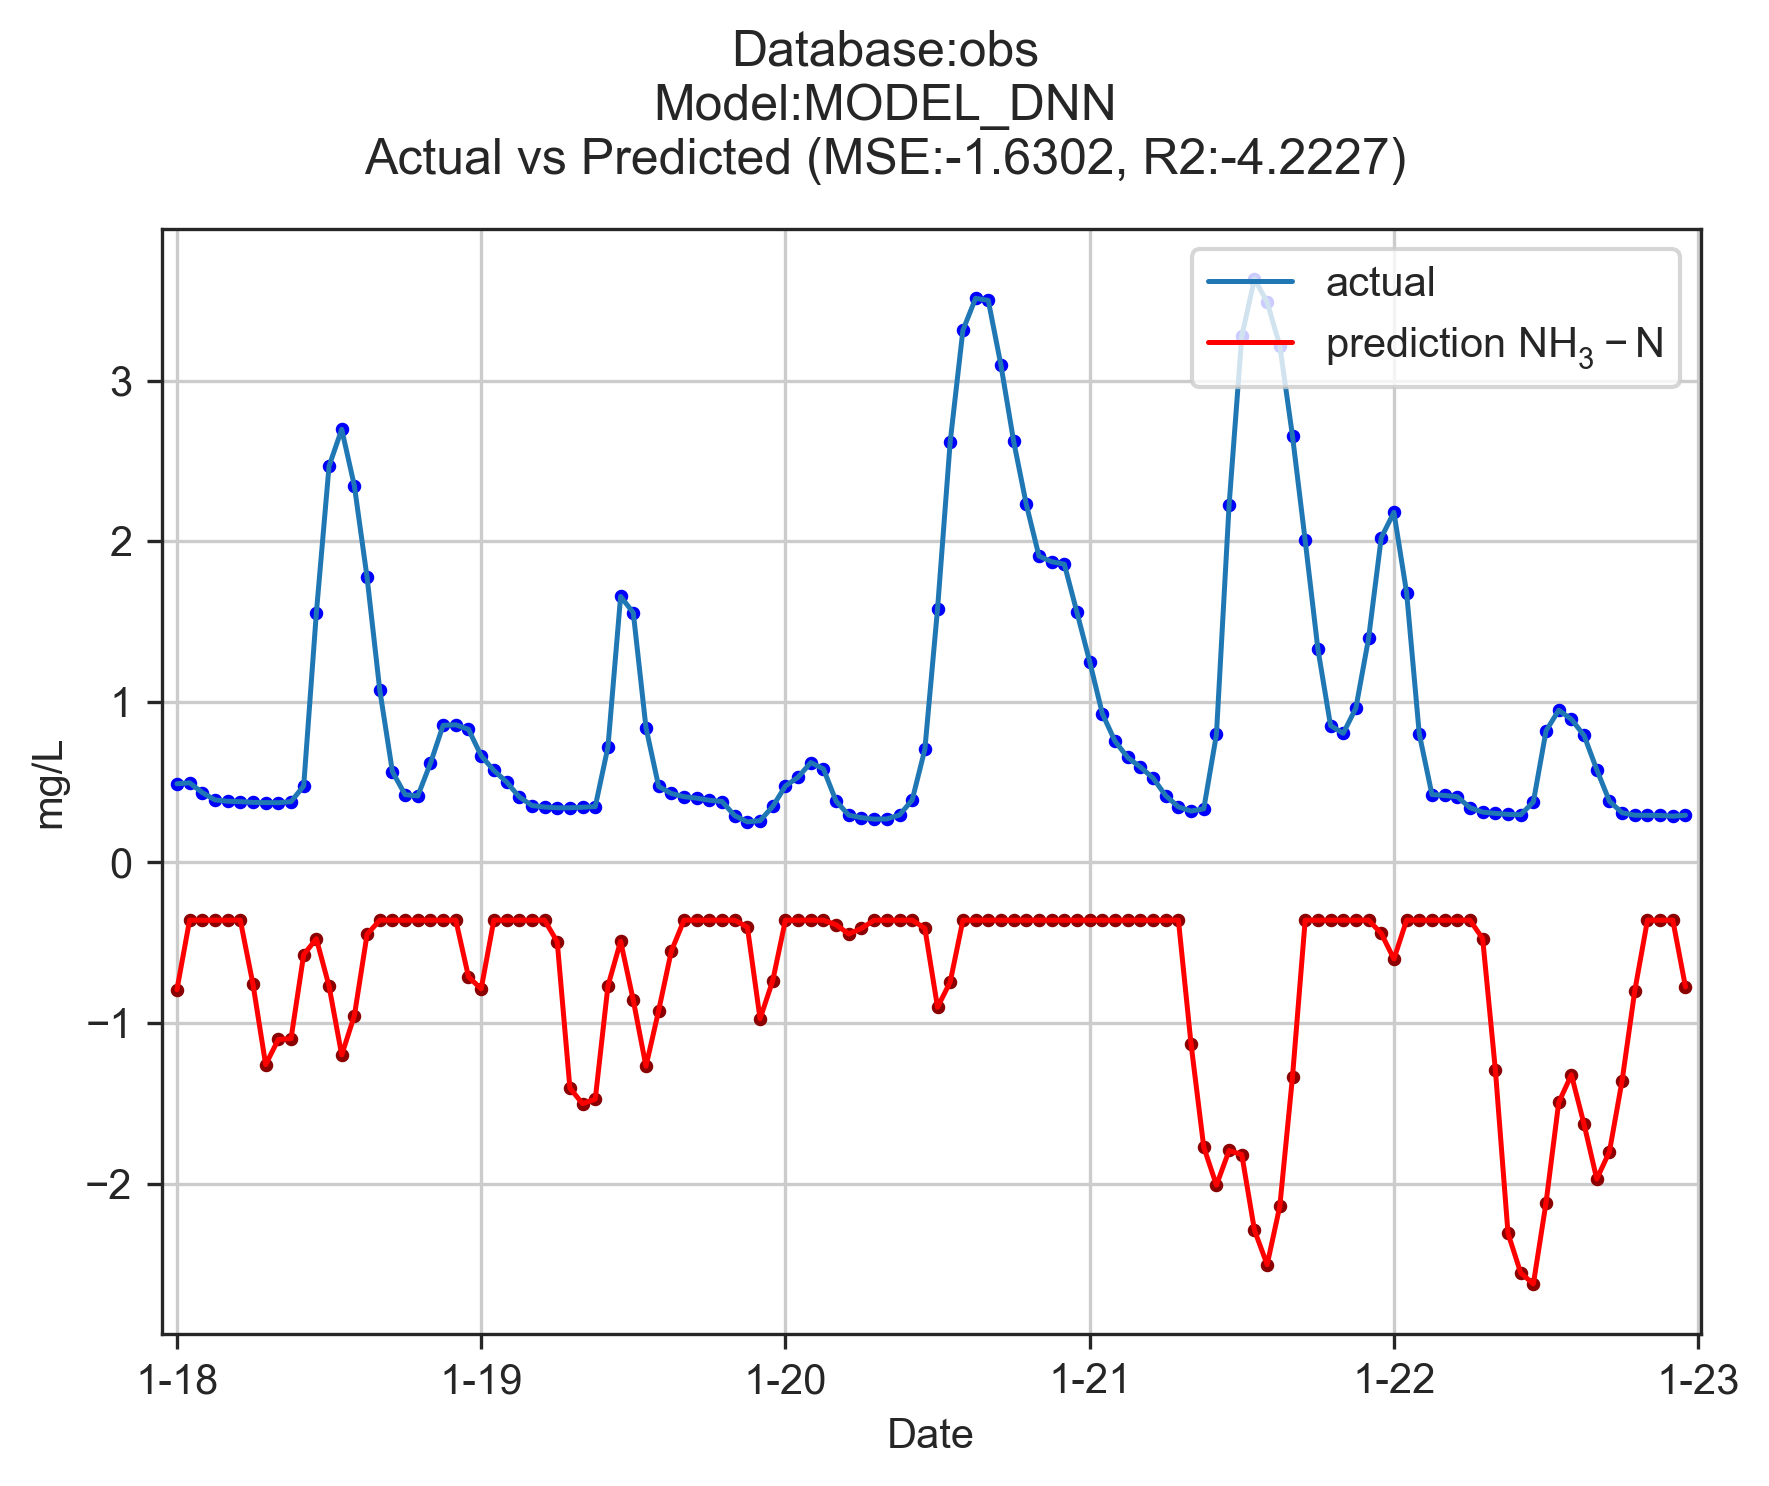 Database:obs
Model:MODEL_DNN
Actual vs Predicted (MSE:-1.6302, R2:-4.2227)
actual
prediction NH₃ − N
3
2
1
0
−1
−2
mg/L
1-18 1-19 1-20 1-21 1-22 1-23
Date